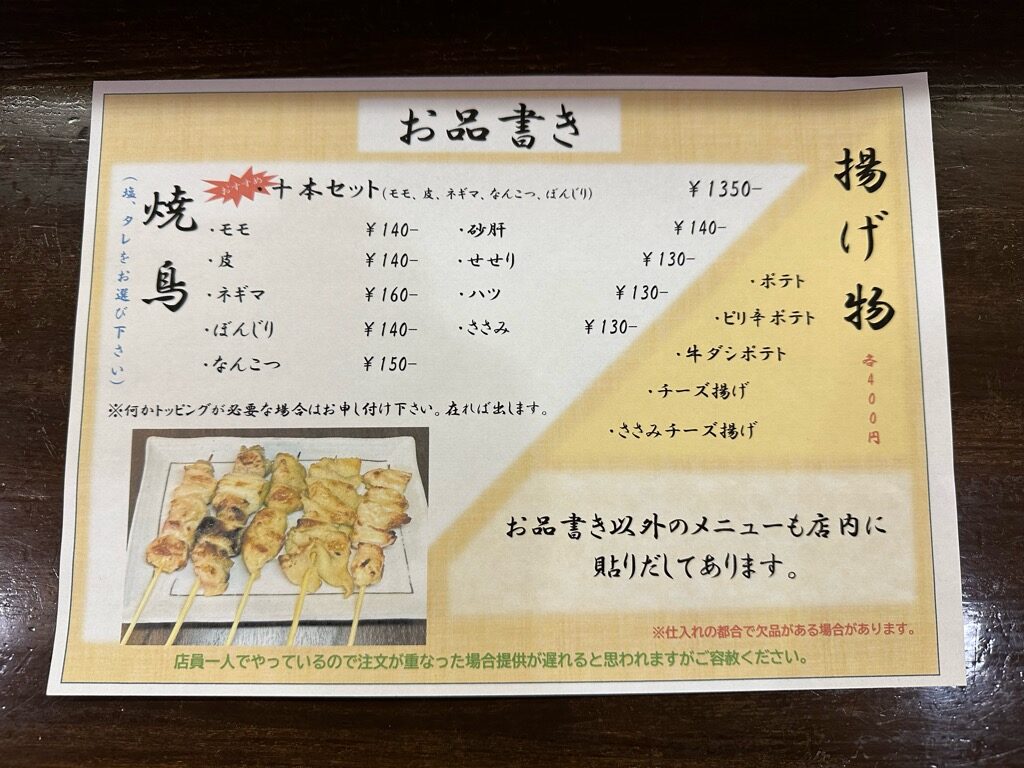 お品書き
焼鳥
(塩、タレをお選び下さい)
おすすめ
・十本セット(モモ、皮、ネギマ、なんこつ、ぼんじり) ¥1350-
・モモ ¥140-
・皮 ¥140-
・ネギマ ¥160-
・ぼんじり ¥140-
・なんこつ ¥150-
・砂肝 ¥140-
・せせり ¥130-
・ハツ ¥130-
・ささみ ¥130-
※何かトッピングが必要な場合はお申し付け下さい。在れば出します。
揚げ物
各400円
・ポテト
・ピリ辛ポテト
・牛ダシポテト
・チーズ揚げ
・ささみチーズ揚げ
お品書き以外のメニューも店内に
貼りだしてあります。
※仕入れの都合で欠品がある場合があります。
店員一人でやっているので注文が重なった場合提供が遅れると思われますがご容赦ください。